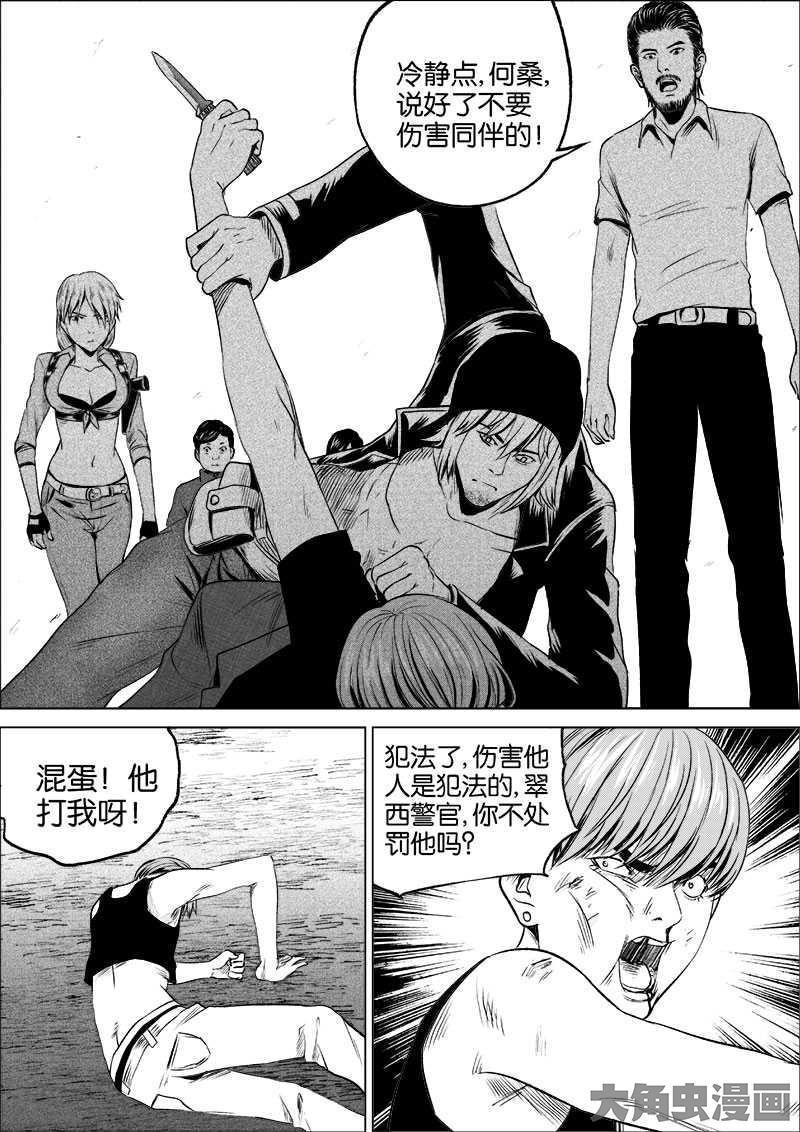 冷静点,何桑,
说好了不要
伤害同伴的!
混蛋!他
打我呀!
犯法了,伤害他
人是犯法的,翠
西警官,你不处
罚他吗?
大角虫漫画